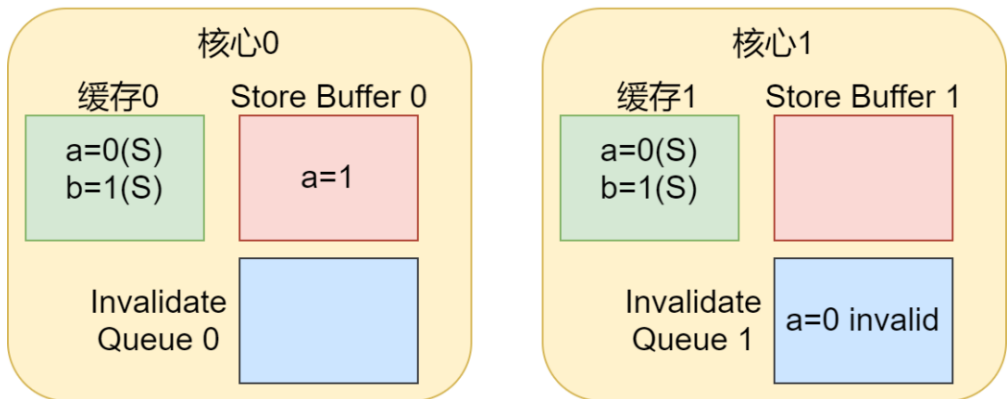 核心0
缓存0
Store Buffer 0
a=0(S)
b=1(S)
a=1
Invalidate
Queue 0
核心1
缓存1
Store Buffer 1
a=0(S)
b=1(S)
Invalidate
Queue 1
a=0 invalid